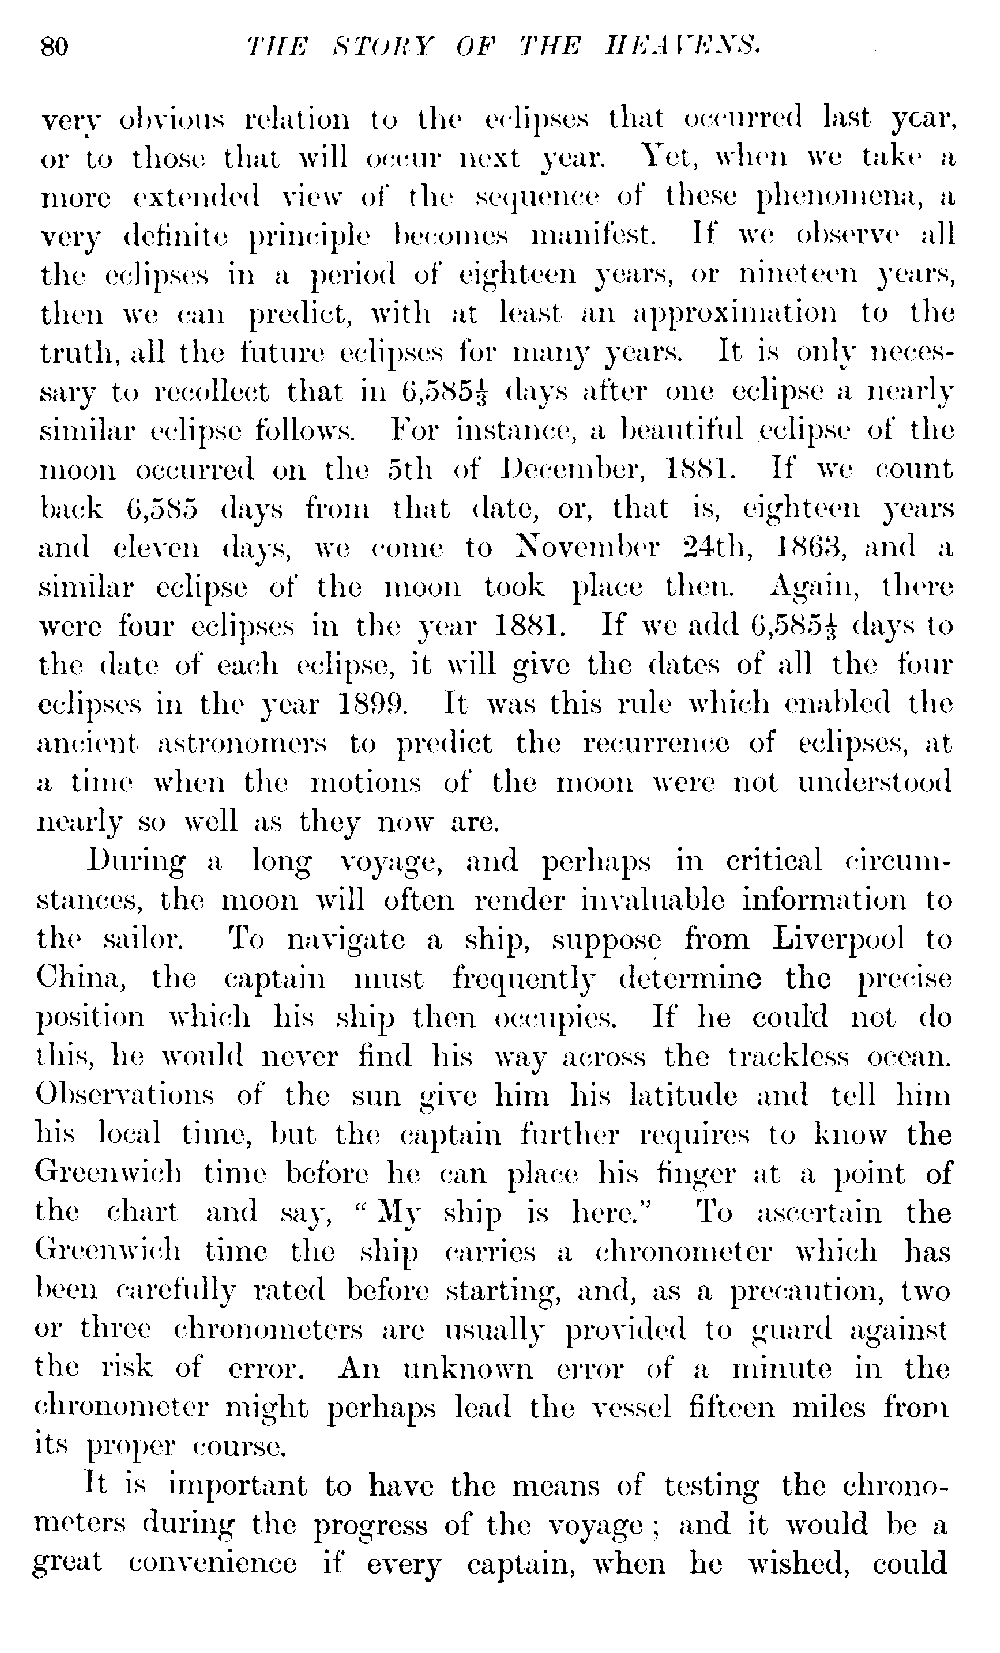 80 THE STORY OF THE HEAVENS.
very obvious relation to the eclipses that occurred last year,
or to those that will occur next year. Yet, when we take a
more extended view of the sequence of these phenomena, a
very definite principle becomes manifest. If we observe all
the eclipses in a period of eighteen years, or nineteen years,
then we can predict, with at least an approximation to the
truth, all the future eclipses for many years. It is only neces-
sary to recollect that in 6,585⅓ days after one eclipse a nearly
similar eclipse follows. For instance, a beautiful eclipse of the
moon occurred on the 5th of December, 1881. If we count
back 6,585 days from that date, or, that is, eighteen years
and eleven days, we come to November 24th, 1863, and a
similar eclipse of the moon took place then. Again, there
were four eclipses in the year 1881. If we add 6,585⅓ days to
the date of each eclipse, it will give the dates of all the four
eclipses in the year 1899. It was this rule which enabled the
ancient astronomers to predict the recurrence of eclipses, at
a time when the motions of the moon were not understood
nearly so well as they now are.
During a long voyage, and perhaps in critical circum-
stances, the moon will often render invaluable information to
the sailor. To navigate a ship, suppose from Liverpool to
China, the captain must frequently determine the precise
position which his ship then occupies. If he could not do
this, he would never find his way across the trackless ocean.
Observations of the sun give him his latitude and tell him
his local time, but the captain further requires to know the
Greenwich time before he can place his finger at a point of
the chart and say, “My ship is here.” To ascertain the
Greenwich time the ship carries a chronometer which has
been carefully rated before starting, and, as a precaution, two
or three chronometers are usually provided to guard against
the risk of error. An unknown error of a minute in the
chronometer might perhaps lead the vessel fifteen miles from
its proper course.
It is important to have the means of testing the chrono-
meters during the progress of the voyage; and it would be a
great convenience if every captain, when he wished, could